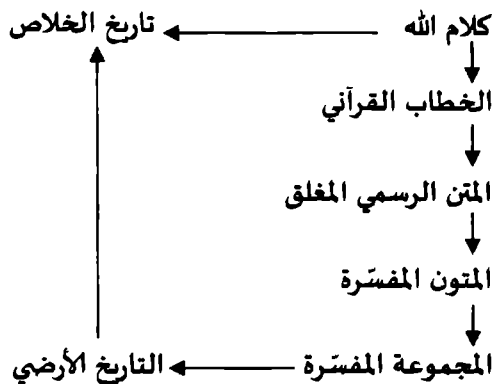 كلام الله تاريخ الخلاص
الخطاب القرآني
المتن الرسمي المغلق
المتون المفسّرة
المجموعة المفسّرة التاريخ الأرضي